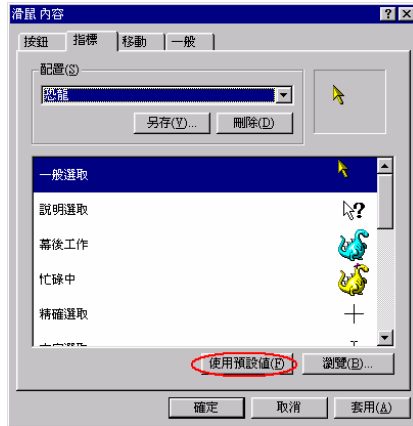 滑鼠 內容
按鈕 指標 移動 一般
配置(S)
恐龍
另存(Y)... 刪除(D)
一般選取
說明選取
幕後工作
忙碌中
精確選取
使用預設值(F) 瀏覽(B)...
確定 取消 套用(A)